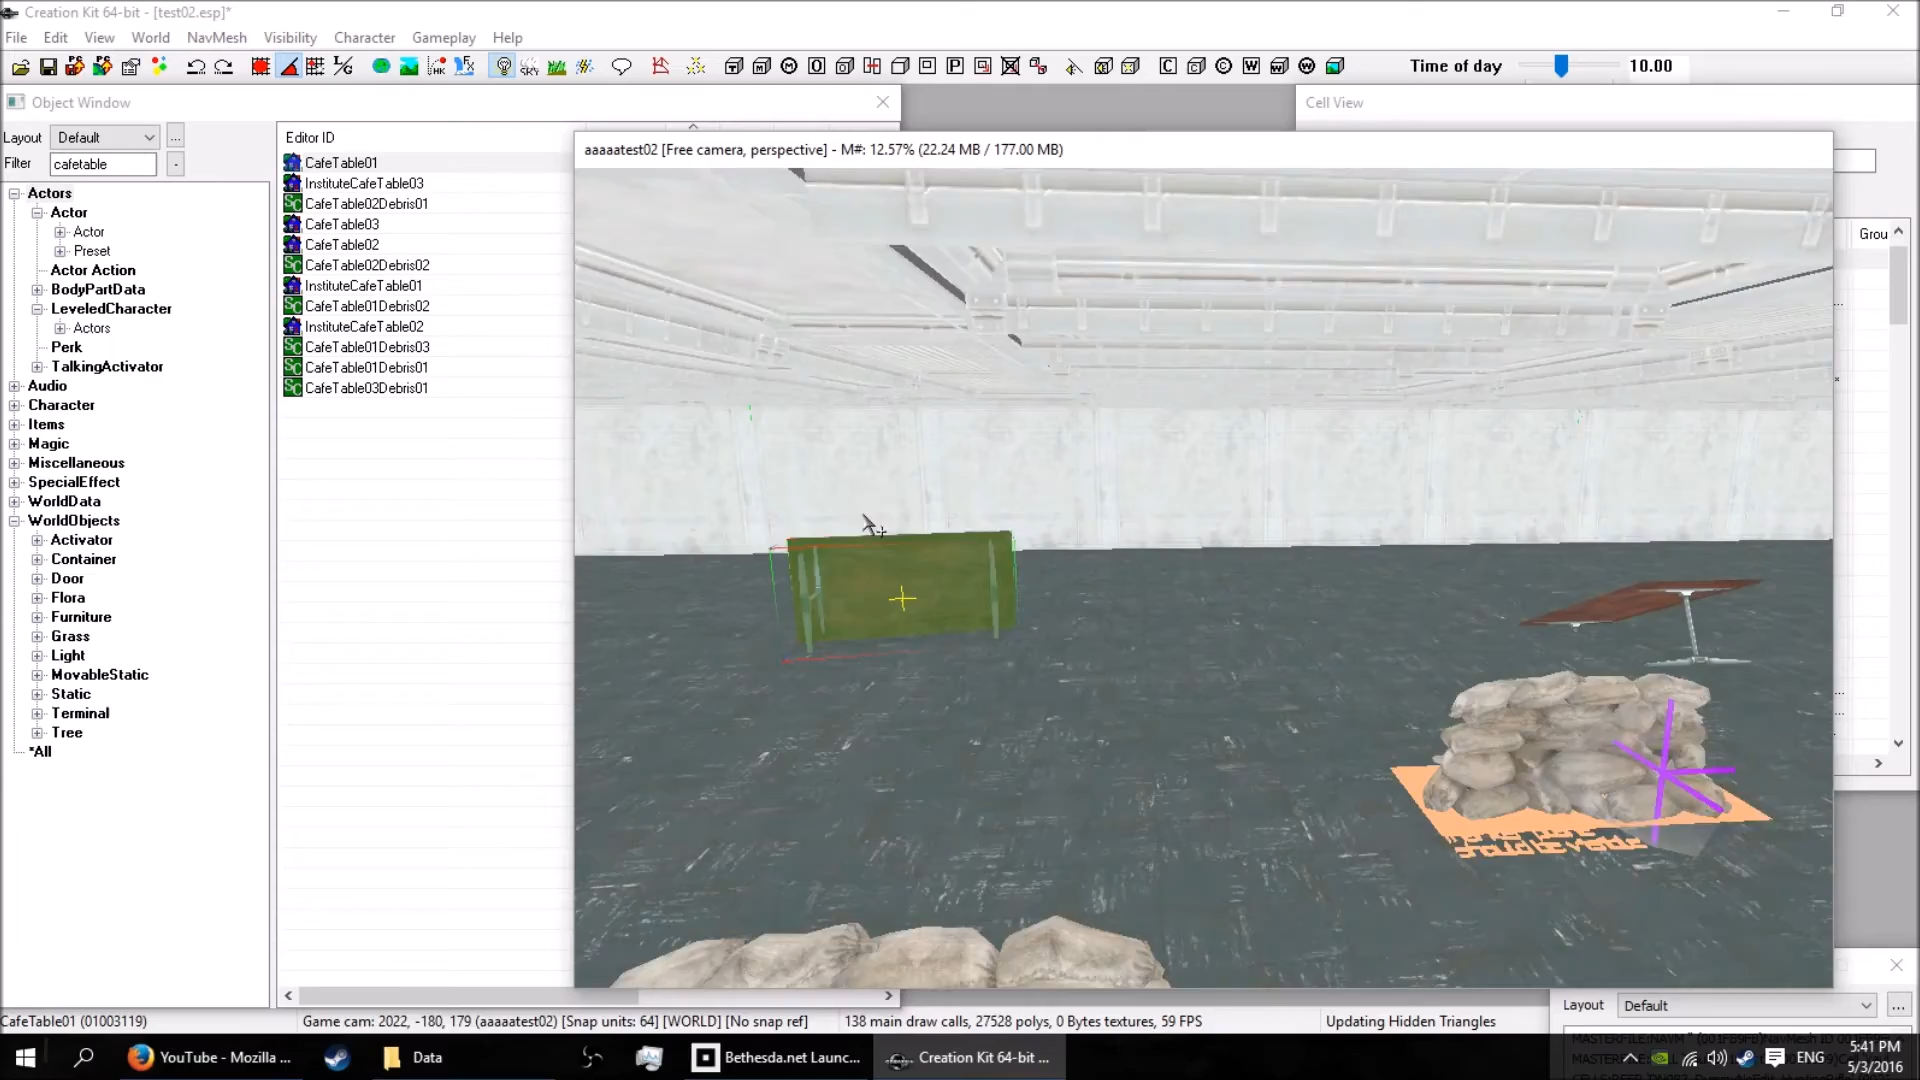 Creation Kit 64-bit - [test02.esp]*
File Edit View World NavMesh Visibility Character Gameplay Help
Time of day 10.00
Object Window
Cell View
Layout Default ...
Filter cafetable -
Editor ID
Actors
Actor
Actor
Preset
Actor Action
BodyPartData
LeveledCharacter
Actors
Perk
TalkingActivator
Audio
Character
Items
Magic
Miscellaneous
SpecialEffect
WorldData
WorldObjects
Activator
Container
Door
Flora
Furniture
Grass
Light
MovableStatic
Static
Terminal
Tree
*All
CafeTable01
InstituteCafeTable03
CafeTable02Debris01
CafeTable03
CafeTable02
CafeTable02Debris02
InstituteCafeTable01
CafeTable01Debris02
InstituteCafeTable02
CafeTable01Debris03
CafeTable01Debris01
CafeTable03Debris01
aaaaatest02 [Free camera, perspective] - M#: 12.57% (22.24 MB / 177.00 MB)
Grou
should be visible
Layout Default ...
CafeTable01 (01003119)
Game cam: 2022, -180, 179 (aaaaatest02) [Snap units: 64] [WORLD] [No snap ref]
138 main draw calls, 27528 polys, 0 Bytes textures, 59 FPS
Updating Hidden Triangles
YouTube - Mozilla ...
Data
Bethesda.net Launc...
Creation Kit 64-bit ...
ENG
5:41 PM
5/3/2016